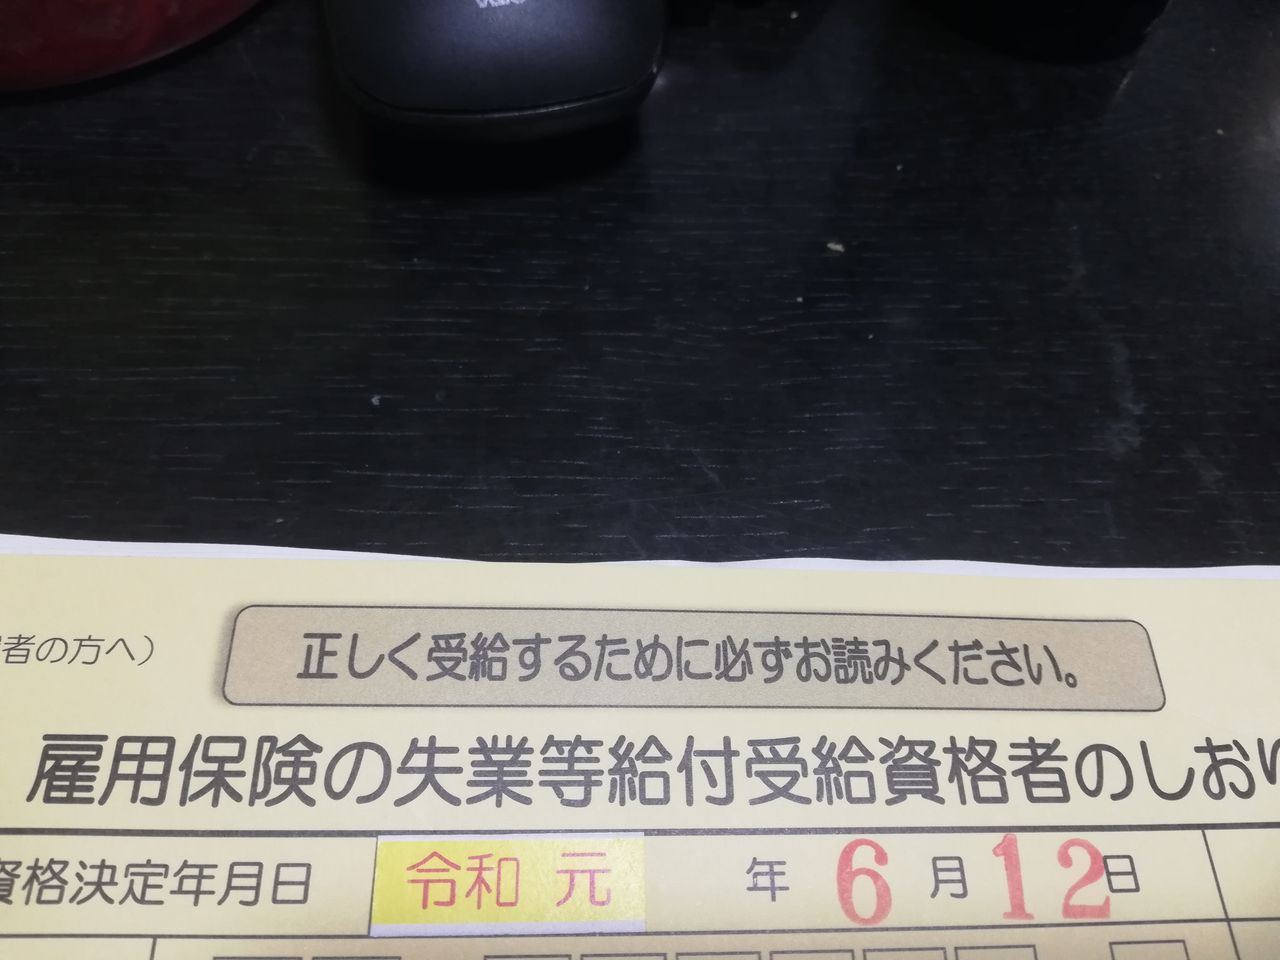 者の方へ)
正しく受給するために必ずお読みください。
雇用保険の失業等給付受給資格者のしおり
資格決定年月日 令和 元 年 6 月 12 日